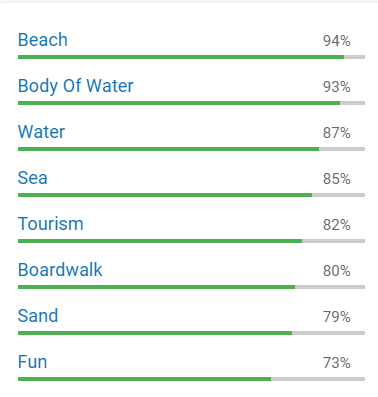 Beach 94%
Body Of Water 93%
Water 87%
Sea 85%
Tourism 82%
Boardwalk 80%
Sand 79%
Fun 73%